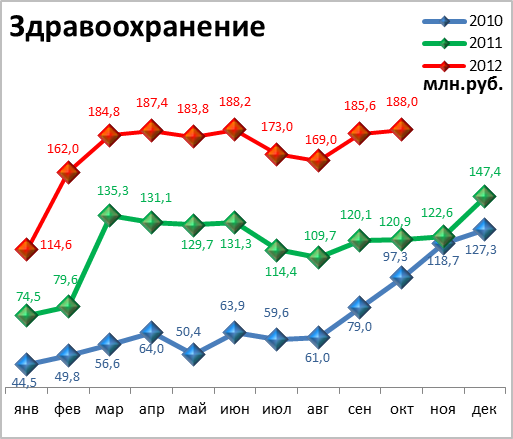 Здравоохранение
2010
2011
2012
млн.руб.
184,8 187,4 183,8 188,2 173,0 169,0 185,6 188,0
162,0
114,6
135,3 131,1 129,7 131,3 114,4 109,7 120,1 120,9 122,6 147,4
74,5 79,6
44,5 49,8 56,6 64,0 50,4 63,9 59,6 61,0 79,0 97,3 118,7 127,3
янв фев мар апр май июн июл авг сен окт ноя дек